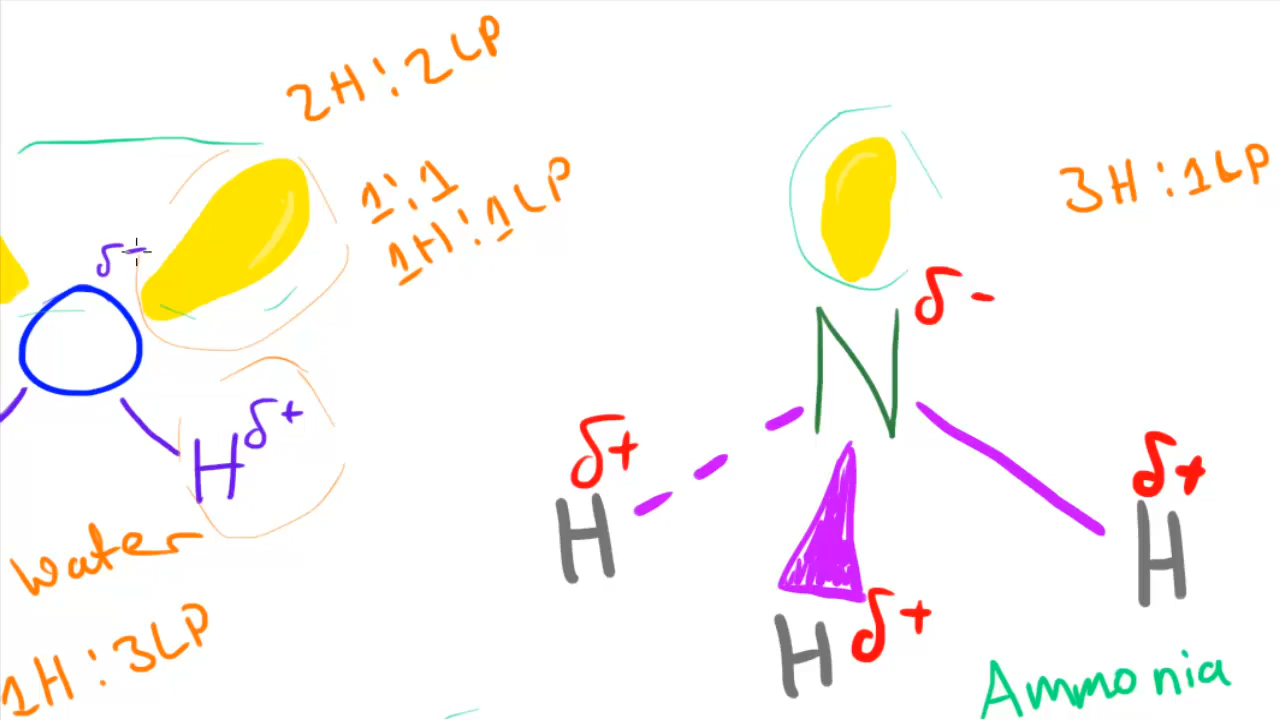 2H:2LP
1:1
1H:1LP
3H:1LP
δ-
δ-
N
Hδ+
δ+
H
δ+
H
Hδ+
water
1H:3LP
Ammonia